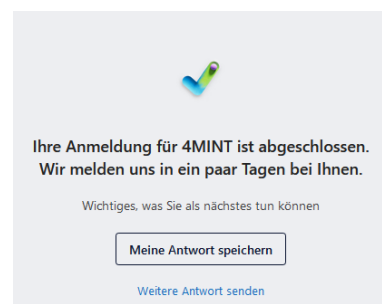 Ihre Anmeldung für 4MINT ist abgeschlossen.
Wir melden uns in ein paar Tagen bei Ihnen.
Wichtiges, was Sie als nächstes tun können
Meine Antwort speichern
Weitere Antwort senden